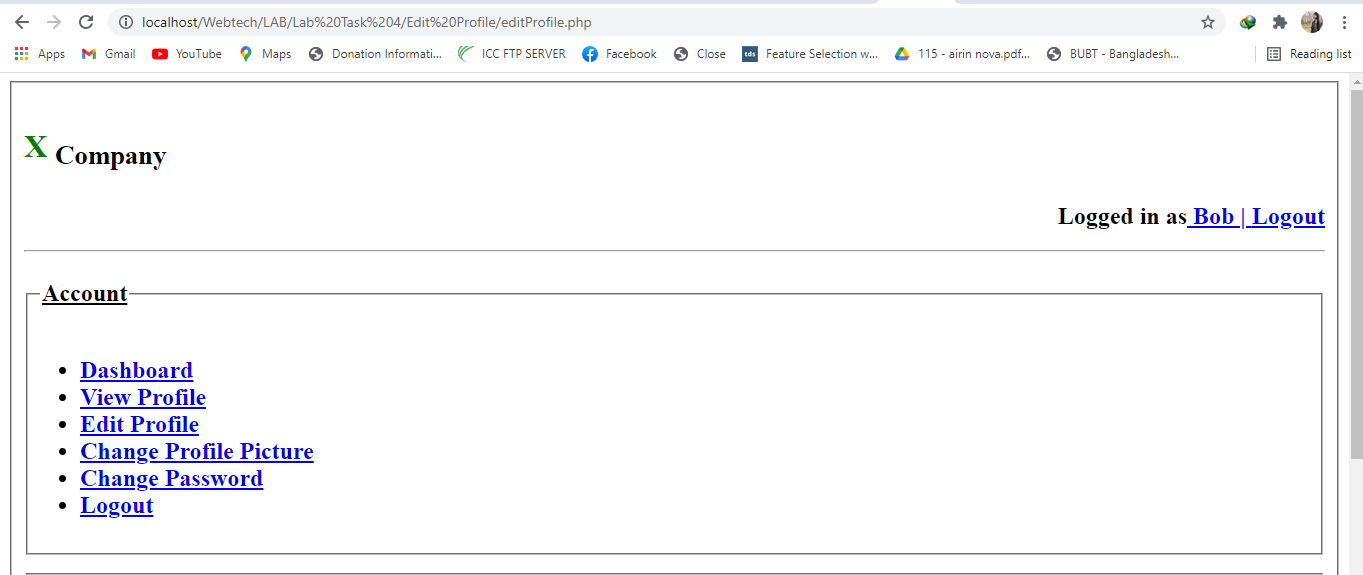 localhost/Webtech/LAB/Lab%20Task%204/Edit%20Profile/editProfile.php
Apps Gmail YouTube Maps Donation Informati... ICC FTP SERVER Facebook Close tds Feature Selection w... 115 - airin nova.pdf... BUBT - Bangladesh... Reading list
X Company
Logged in as Bob | Logout
Account
Dashboard
View Profile
Edit Profile
Change Profile Picture
Change Password
Logout